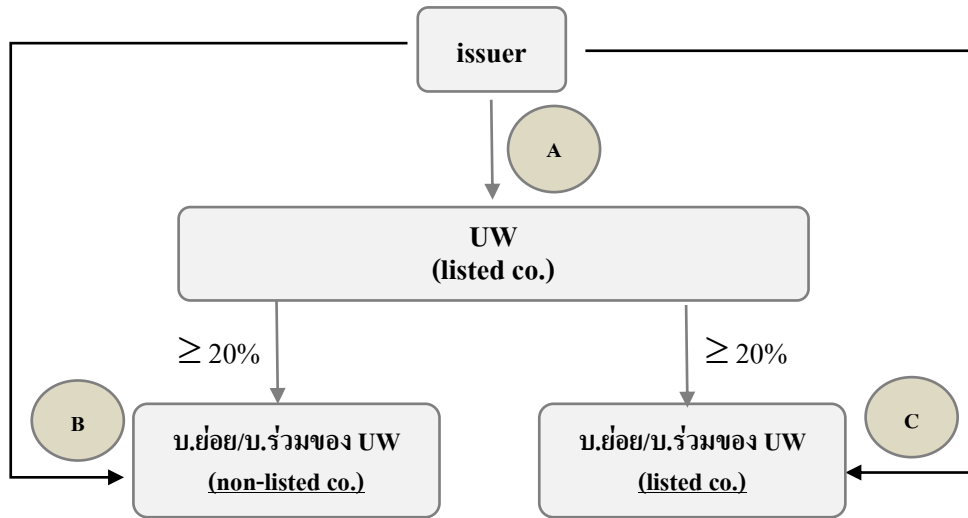 issuer
A
UW
(listed co.)
≥ 20%
≥ 20%
B
บ.ย่อย/บ.ร่วมของ UW
(non-listed co.)
บ.ย่อย/บ.ร่วมของ UW
(listed co.)
C